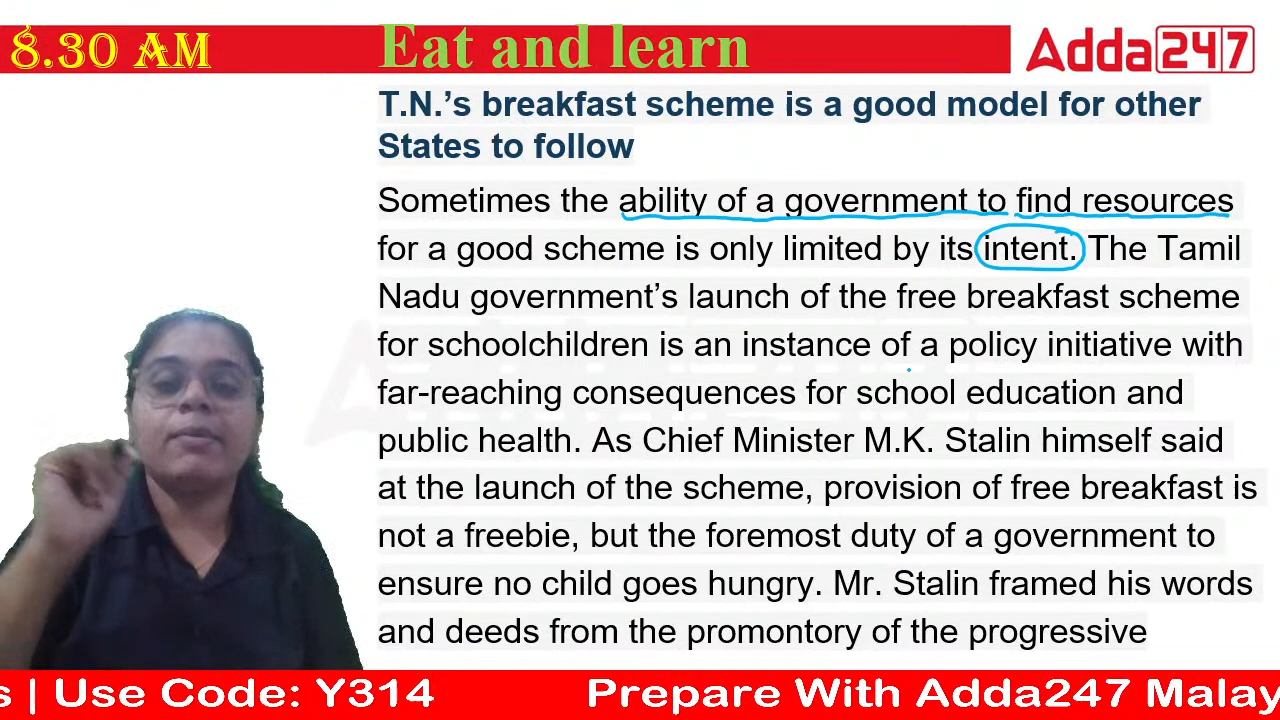 8.30 AM
Eat and learn
Adda247
T.N.'s breakfast scheme is a good model for other
States to follow
Sometimes the ability of a government to find resources
for a good scheme is only limited by its intent. The Tamil
Nadu government's launch of the free breakfast scheme
for schoolchildren is an instance of a policy initiative with
far-reaching consequences for school education and
public health. As Chief Minister M.K. Stalin himself said
at the launch of the scheme, provision of free breakfast is
not a freebie, but the foremost duty of a government to
ensure no child goes hungry. Mr. Stalin framed his words
and deeds from the promontory of the progressive
s | Use Code: Y314 Prepare With Adda247 Malay